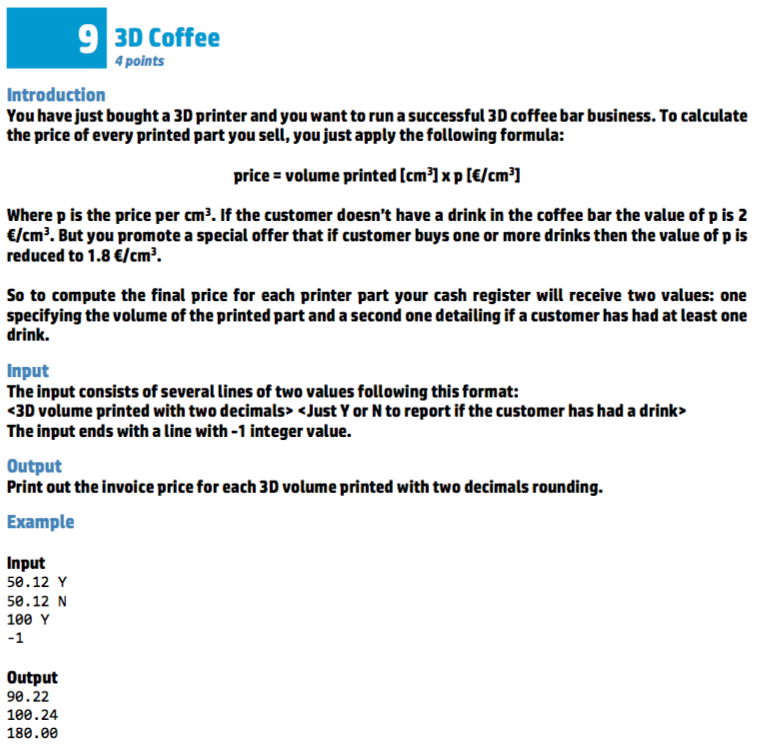 9 3D Coffee
4 points
Introduction
You have just bought a 3D printer and you want to run a successful 3D coffee bar business. To calculate
the price of every printed part you sell, you just apply the following formula:
price = volume printed [cm³] x p [€/cm³]
Where p is the price per cm³. If the customer doesn't have a drink in the coffee bar the value of p is 2
€/cm³. But you promote a special offer that if customer buys one or more drinks then the value of p is
reduced to 1.8 €/cm³.
So to compute the final price for each printer part your cash register will receive two values: one
specifying the volume of the printed part and a second one detailing if a customer has had at least one
drink.
Input
The input consists of several lines of two values following this format:
<3D volume printed with two decimals> <Just Y or N to report if the customer has had a drink>
The input ends with a line with -1 integer value.
Output
Print out the invoice price for each 3D volume printed with two decimals rounding.
Example
Input
50.12 Y
50.12 N
100 Y
-1
Output
90.22
100.24
180.00